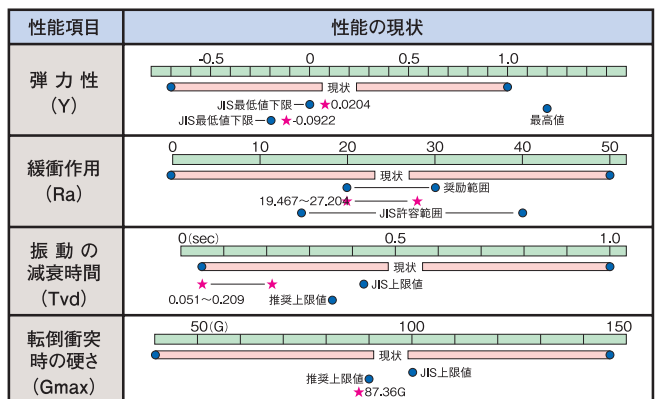 性能項目 性能の現状
弾力性
(Y)
-0.5 0 0.5 1.0
現状
JIS最低値下限 ★0.0204
JIS最低値下限 ★-0.0922
最高値
緩衝作用
(Ra)
0 10 20 30 40 50
現状
奨励範囲
19.467～27.204
JIS許容範囲
振動の
減衰時間
(Tvd)
0(sec) 0.5 1.0
現状
JIS上限値
0.051～0.209 推奨上限値
転倒衝突
時の硬さ
(Gmax)
50(G) 100 150
現状
推奨上限値 JIS上限値
★87.36G